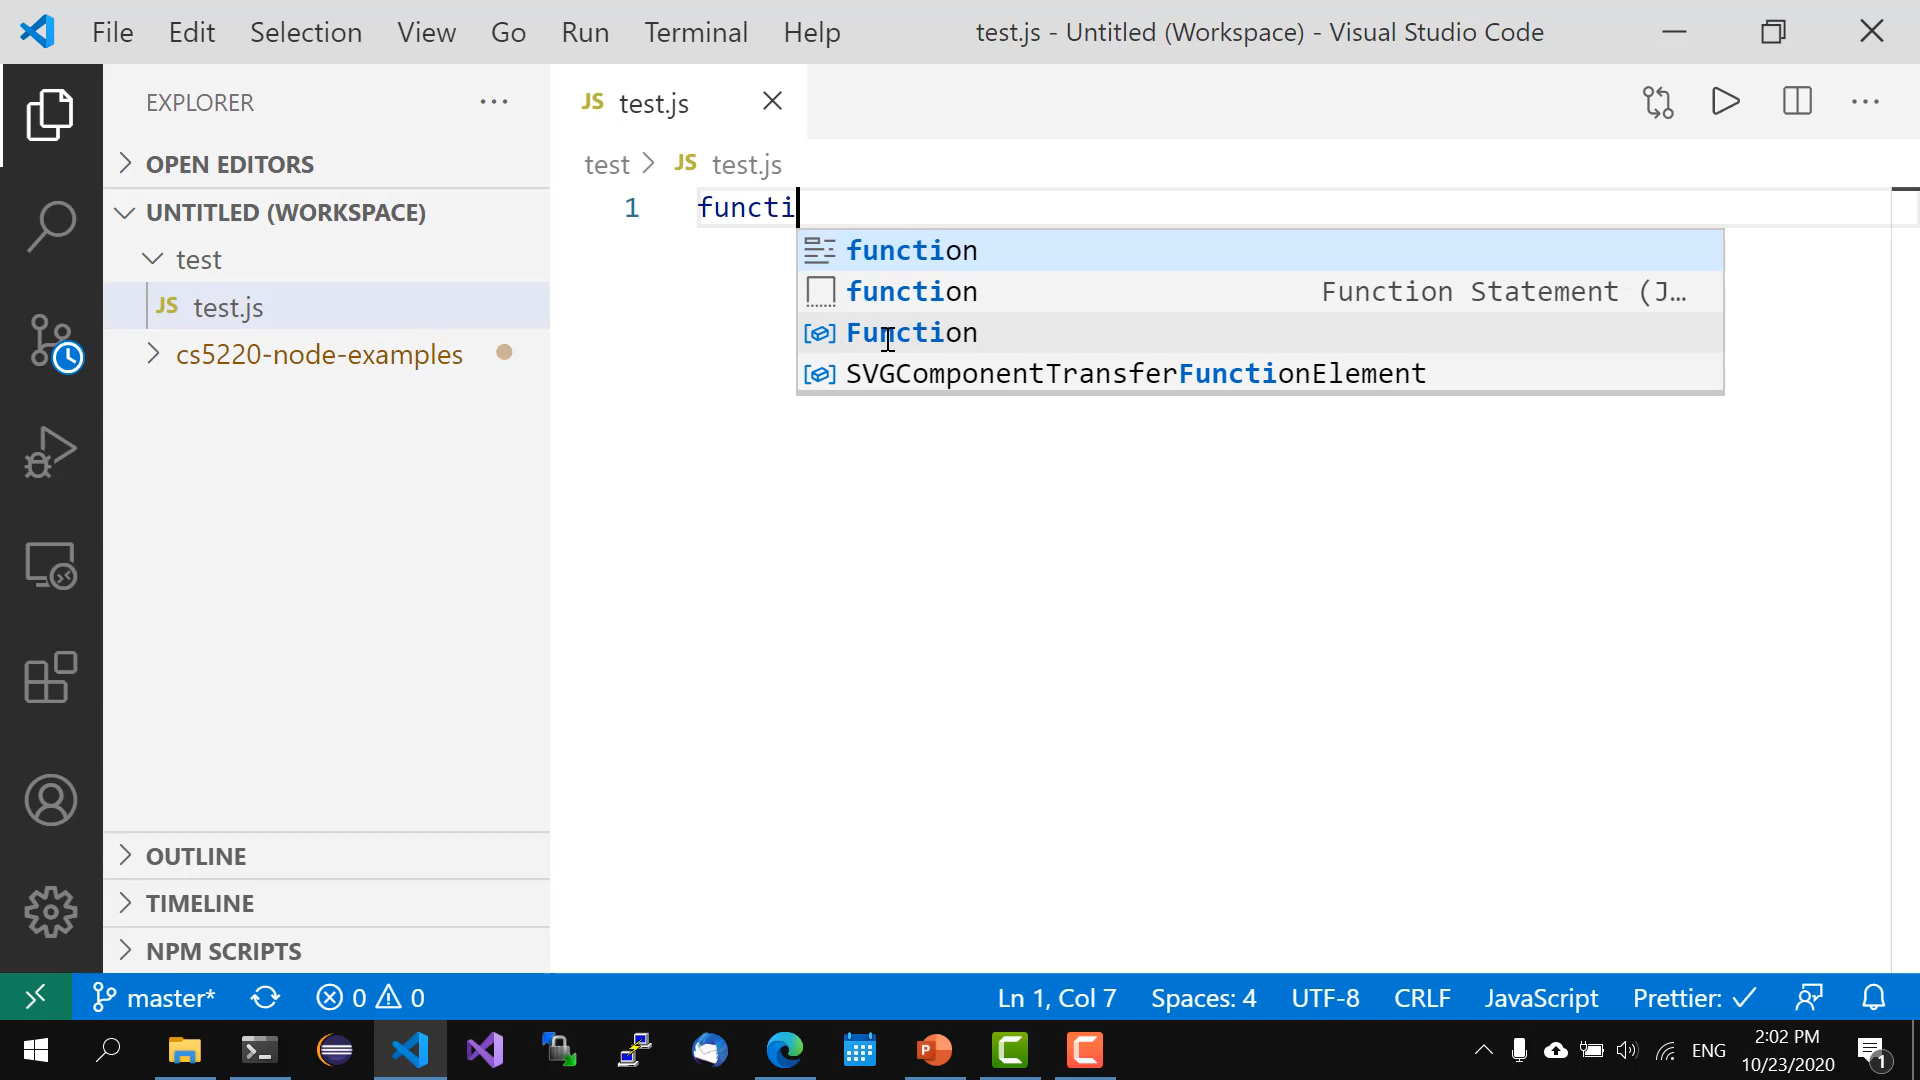 File Edit Selection View Go Run Terminal Help test.js - Untitled (Workspace) - Visual Studio Code
EXPLORER
OPEN EDITORS
UNTITLED (WORKSPACE)
test
JS test.js
cs5220-node-examples
OUTLINE
TIMELINE
NPM SCRIPTS
JS test.js
test JS test.js
1 functi
function
function Function Statement (J...
Function
SVGComponentTransferFunctionElement
master* 0 0 Ln 1, Col 7 Spaces: 4 UTF-8 CRLF JavaScript Prettier: ✓
ENG
2:02 PM
10/23/2020
1